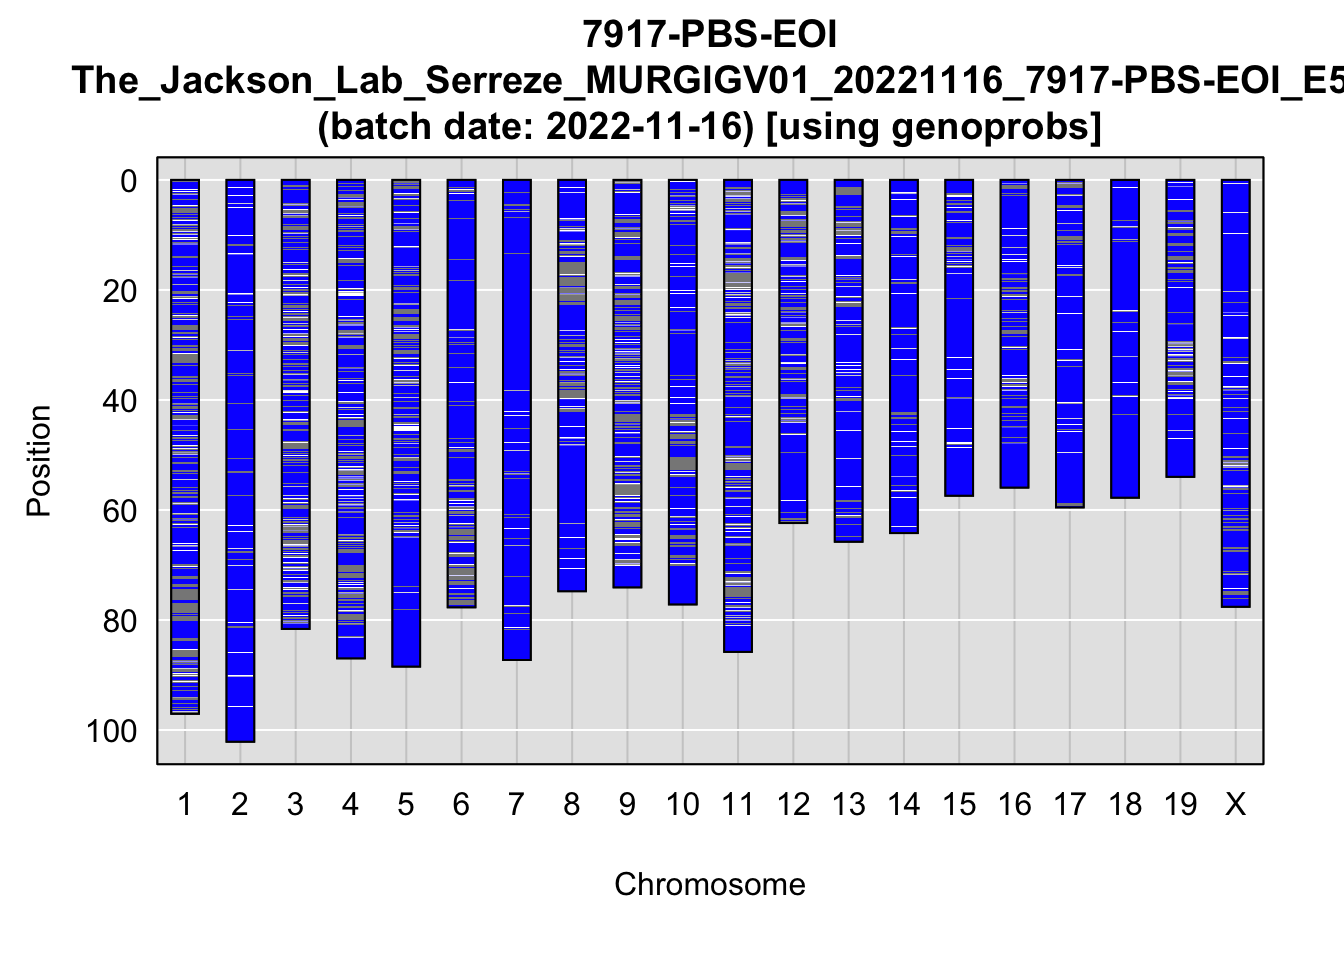 7917-PBS-EOI
The_Jackson_Lab_Serreze_MURGIGV01_20221116_7917-PBS-EOI_E5
(batch date: 2022-11-16) [using genoprobs]
0
20
40
60
80
100
Position
1 2 3 4 5 6 7 8 9 10 11 12 13 14 15 16 17 18 19 X
Chromosome